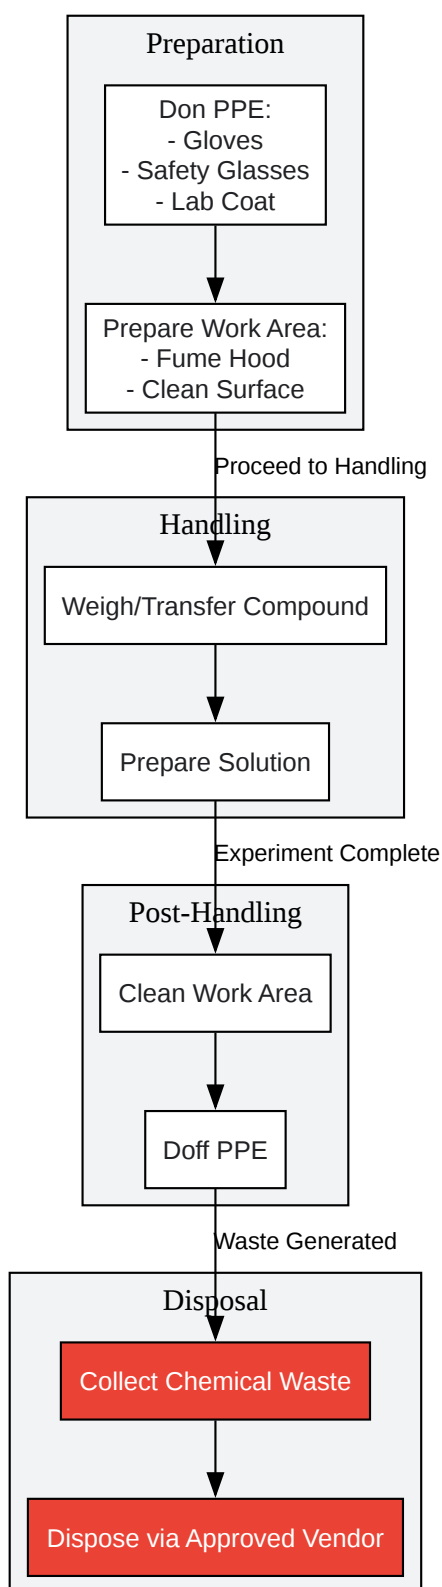 Preparation
Don PPE:
- Gloves
- Safety Glasses
- Lab Coat
Prepare Work Area:
- Fume Hood
- Clean Surface
Proceed to Handling
Handling
Weigh/Transfer Compound
Prepare Solution
Experiment Complete
Post-Handling
Clean Work Area
Doff PPE
Waste Generated
Disposal
Collect Chemical Waste
Dispose via Approved Vendor